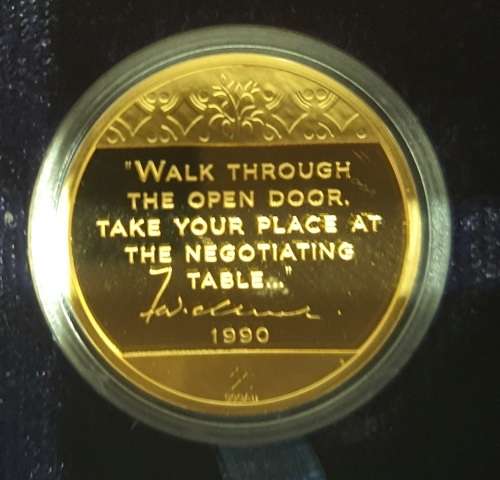 "WALK THROUGH
THE OPEN DOOR.
TAKE YOUR PLACE AT
THE NEGOTIATING
TABLE..."
1990